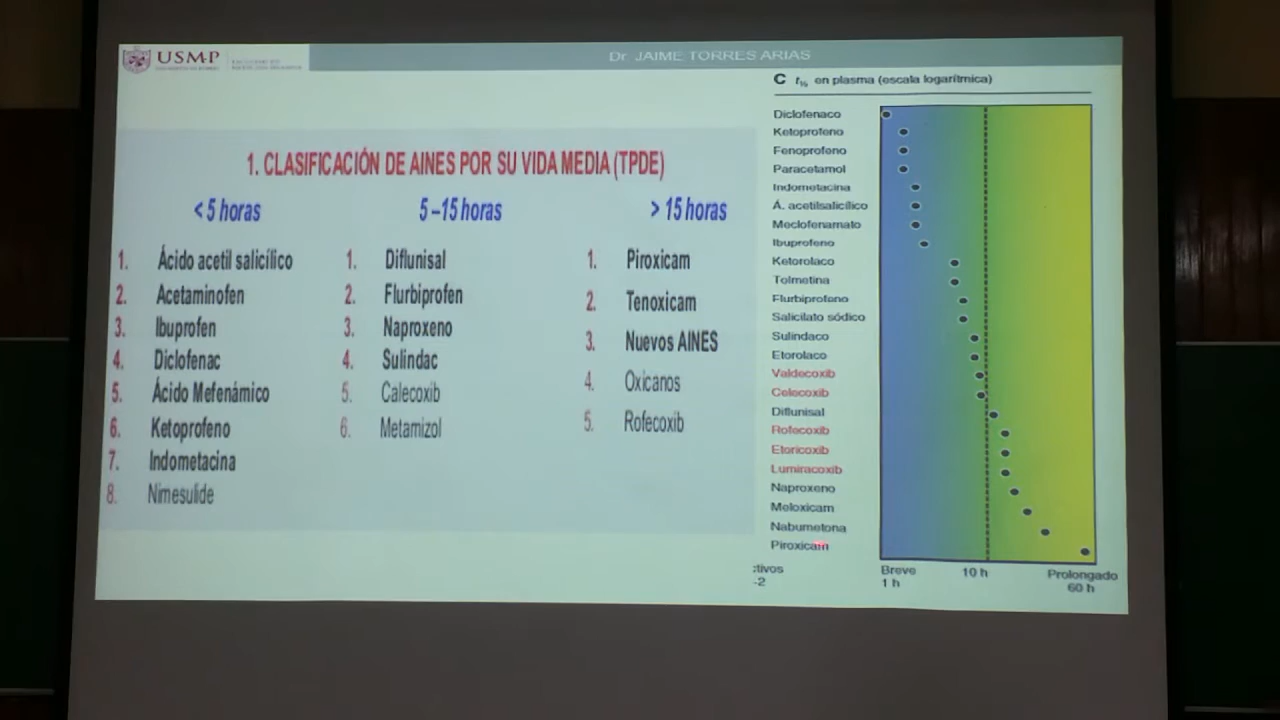 USMP
Dr JAIME TORRES ARIAS
1. CLASIFICACIÓN DE AINES POR SU VIDA MEDIA (TPDE)
< 5 horas
1. Ácido acetil salicílico
2. Acetaminofen
3. Ibuprofen
4. Diclofenac
5. Ácido Mefenámico
6. Ketoprofeno
7. Indometacina
8. Nimesulide
5 –15 horas
1. Diflunisal
2. Flurbiprofen
3. Naproxeno
4. Sulindac
5. Calecoxib
6. Metamizol
> 15 horas
1. Piroxicam
2. Tenoxicam
3. Nuevos AINES
4. Oxicanos
5. Rofecoxib
C t½ en plasma (escala logarítmica)
Diclofenaco
Ketoprofeno
Fenoprofeno
Paracetamol
Indometacina
Á. acetilsalicílico
Meclofenamato
Ibuprofeno
Ketorolaco
Tolmetina
Flurbiprofeno
Salicilato sódico
Sulindaco
Etorolaco
Valdecoxib
Celecoxib
Diflunisal
Rofecoxib
Etoricoxib
Lumiracoxib
Naproxeno
Meloxicam
Nabumetona
Piroxicam
:tivos
-2
Breve
1 h
10 h
Prolongado
60 h